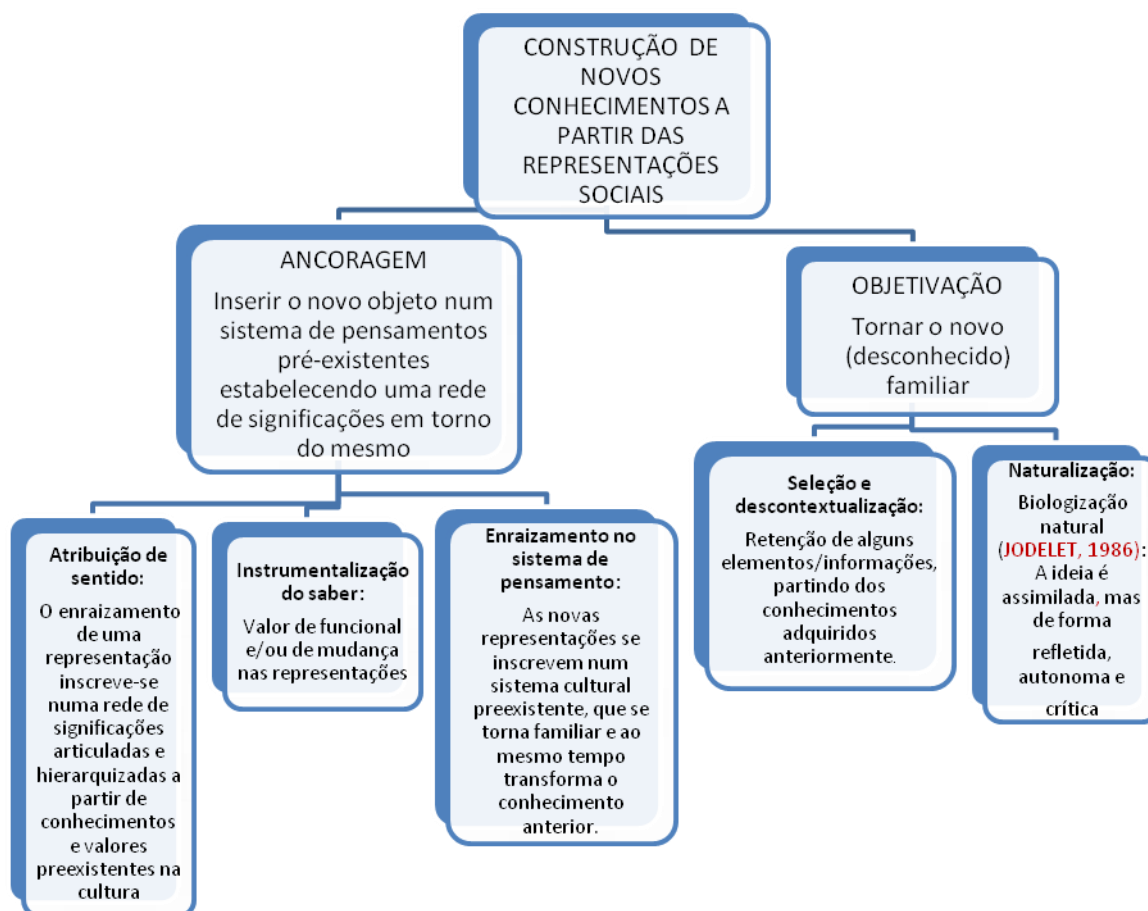 CONSTRUÇÃO DE
NOVOS
CONHECIMENTOS A
PARTIR DAS
REPRESENTAÇÕES
SOCIAIS
ANCORAGEM
Inserir o novo objeto num
sistema de pensamentos
pré-existentes
estabelecendo uma rede
de significações em torno
do mesmo
OBJETIVAÇÃO
Tornar o novo
(desconhecido)
familiar
Atribuição de
sentido:
O enraizamento
de uma
representação
inscreve-se
numa rede de
significações
articuladas e
hierarquizadas a
partir de
conhecimentos
e valores
preexistentes na
cultura
Instrumentalização
do saber:
Valor de funcional
e/ou de mudança
nas representações
Enraizamento no
sistema de
pensamento:
As novas
representações se
inscrevem num
sistema cultural
preexistente, que se
torna familiar e ao
mesmo tempo
transforma o
conhecimento
anterior.
Seleção e
descontextualização:
Retenção de alguns
elementos/informações,
partindo dos
conhecimentos
adquiridos
anteriormente.
Naturalização:
Biologização
natural
(JODELET, 1986):
A ideia é
assimilada, mas
de forma
refletida,
autonoma e
crítica